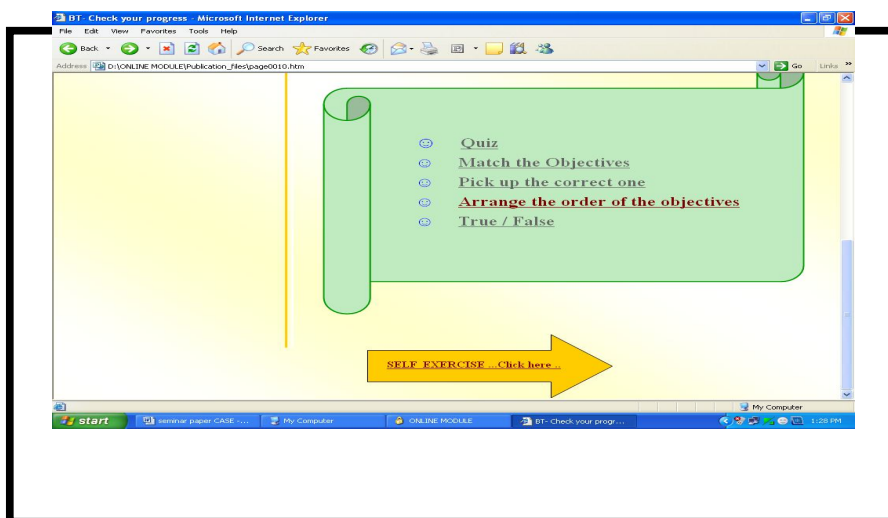 BT- Check your progress - Microsoft Internet Explorer
File Edit View Favorites Tools Help
Back Search Favorites
Address D:\ONLINE MODULE\Publication_files\page0010.htm Go Links »
Quiz
Match the Objectives
Pick up the correct one
Arrange the order of the objectives
True / False
SELF EXERCISE ...Click here ..
My Computer
start seminar paper CASE -... My Computer ONLINE MODULE BT- Check your progr... 1:28 PM